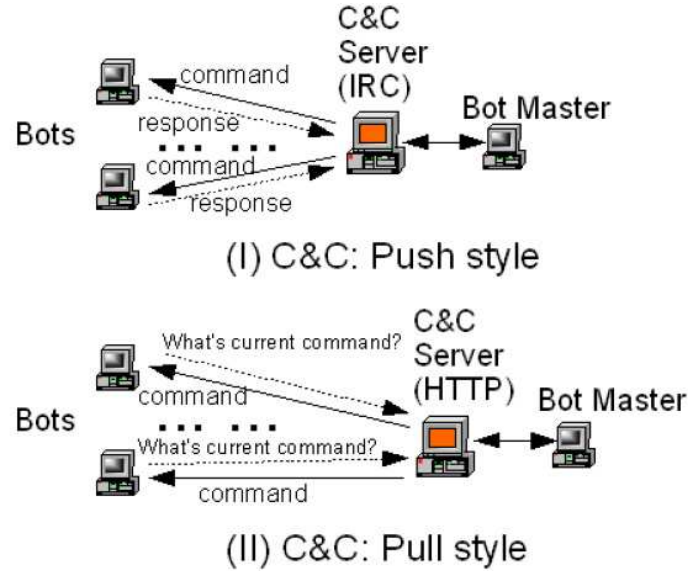 C&C
Server
(IRC)
command
Bot Master
response
Bots
... ...
command
response
(I) C&C: Push style
C&C
Server
(HTTP)
What's current command?
command
Bot Master
Bots
... ...
What's current command?
command
(II) C&C: Pull style